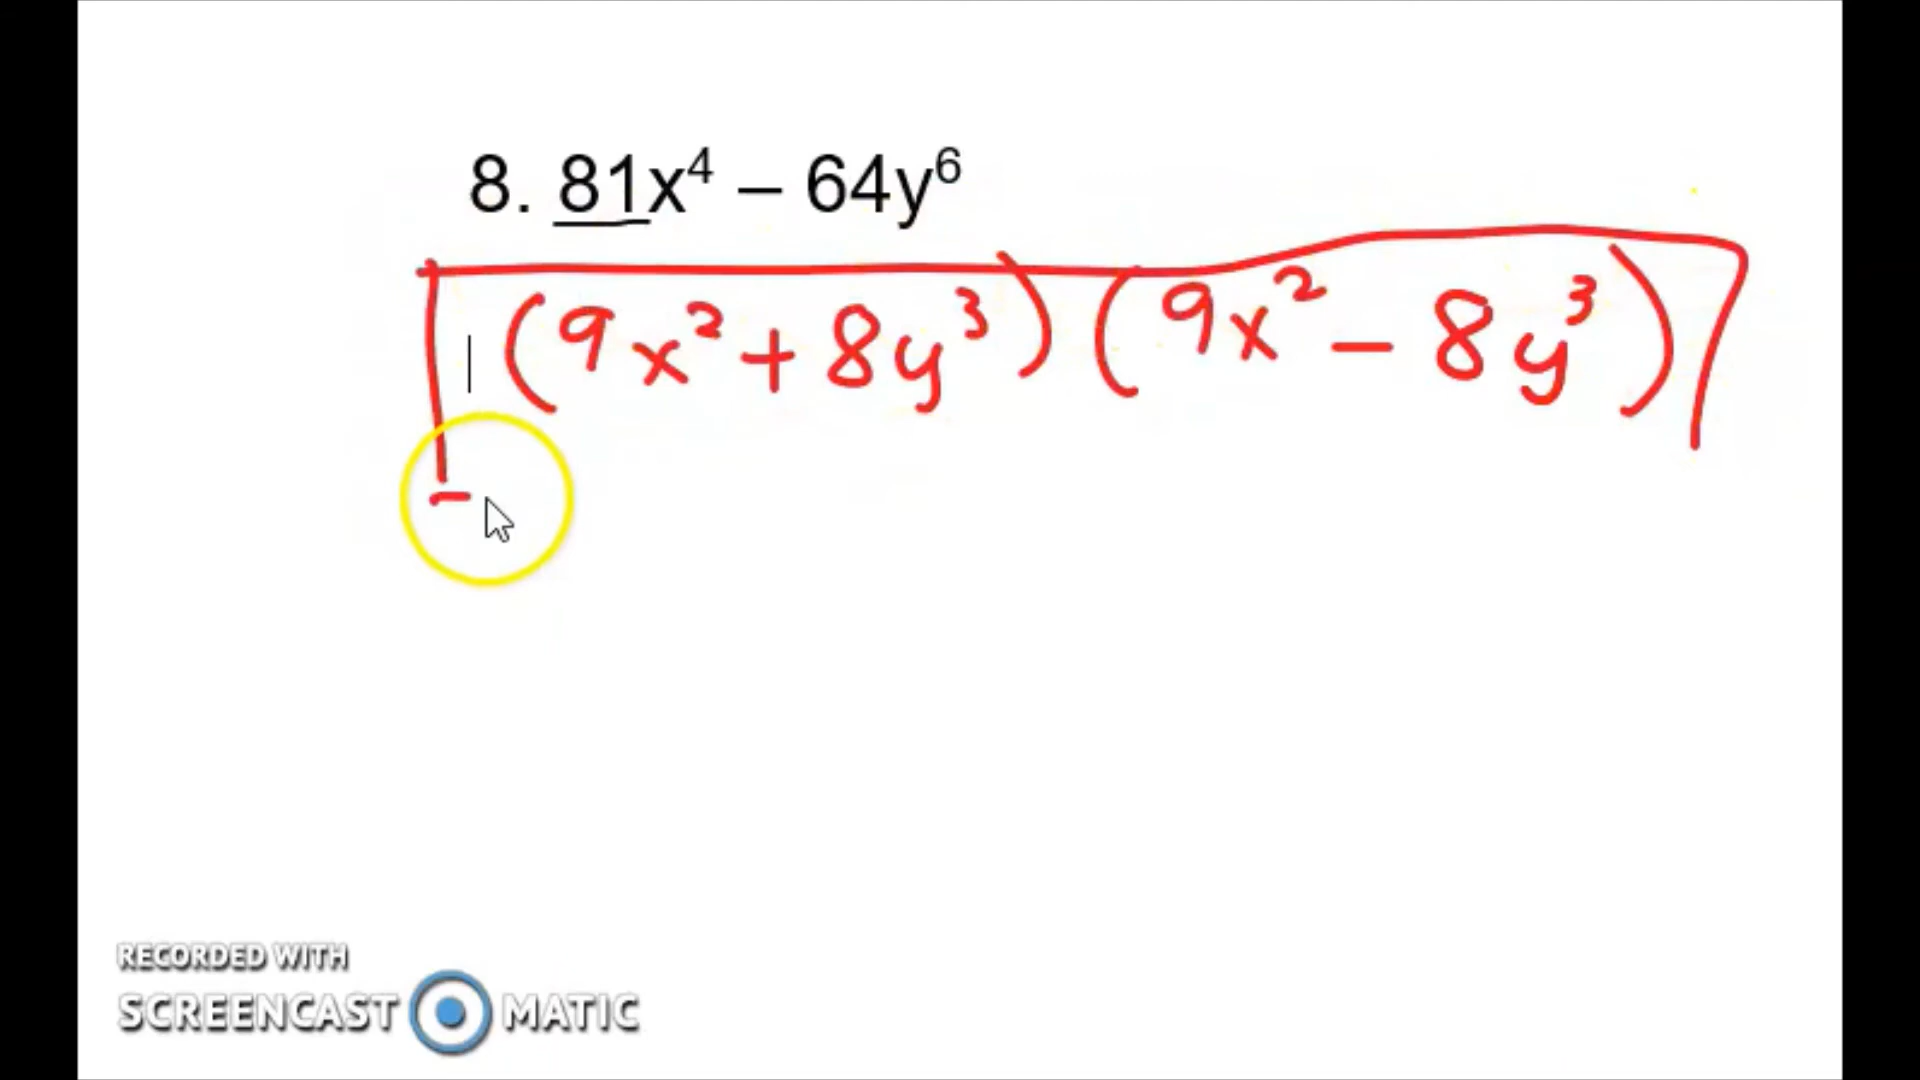 8. 81x⁴ – 64y⁶
(9x² + 8y³) (9x² – 8y³)
RECORDED WITH
SCREENCAST MATIC